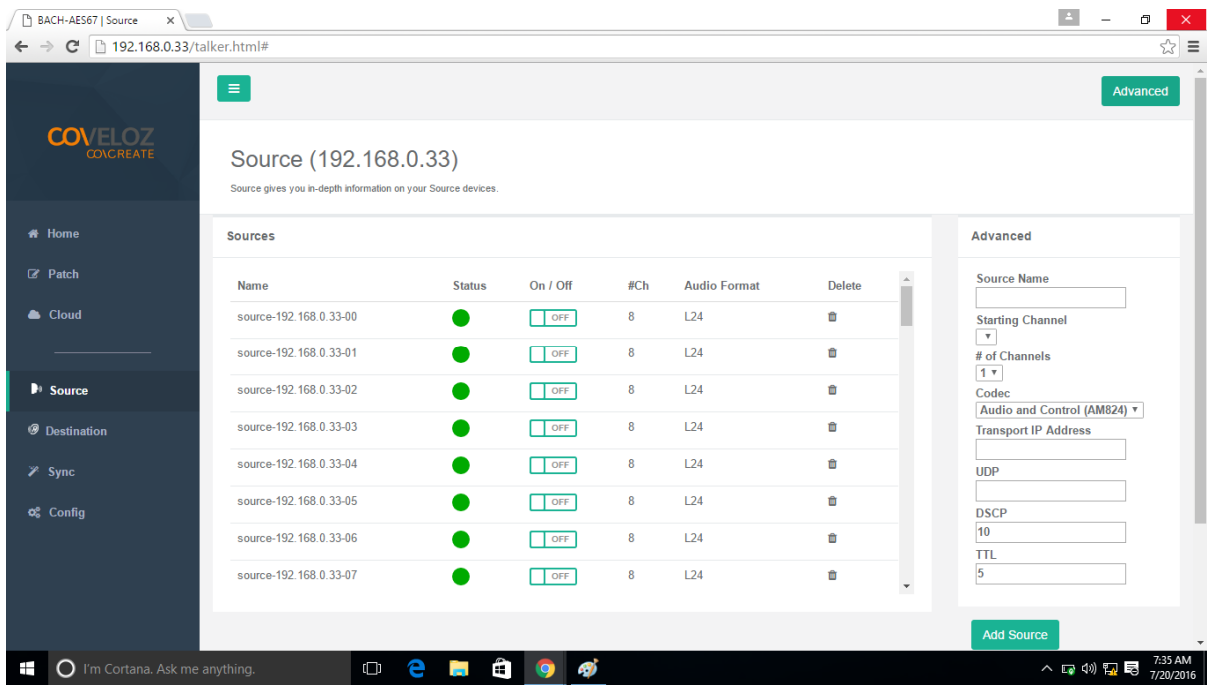 BACH-AES67 | Source
192.168.0.33/talker.html#
Advanced
COVELOZ
CO\CREATE
Home
Patch
Cloud
Source
Destination
Sync
Config
Source (192.168.0.33)
Source gives you in-depth information on your Source devices.
Sources
Name Status On / Off #Ch Audio Format Delete
source-192.168.0.33-00 OFF 8 L24
source-192.168.0.33-01 OFF 8 L24
source-192.168.0.33-02 OFF 8 L24
source-192.168.0.33-03 OFF 8 L24
source-192.168.0.33-04 OFF 8 L24
source-192.168.0.33-05 OFF 8 L24
source-192.168.0.33-06 OFF 8 L24
source-192.168.0.33-07 OFF 8 L24
Advanced
Source Name
Starting Channel
# of Channels
1
Codec
Audio and Control (AM824)
Transport IP Address
UDP
DSCP
10
TTL
5
Add Source
I'm Cortana. Ask me anything.
7:35 AM
7/20/2016